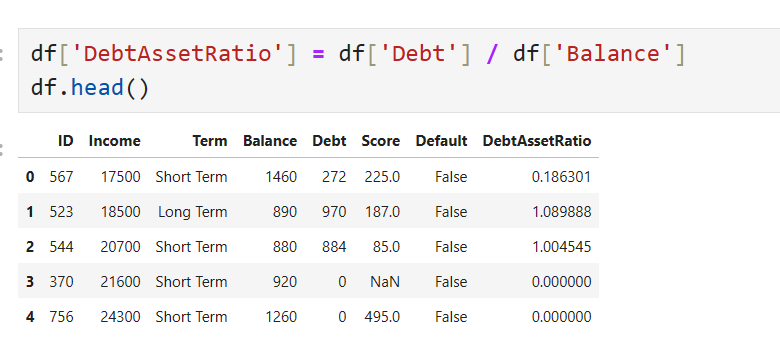 df['DebtAssetRatio'] = df['Debt'] / df['Balance']
df.head()
ID Income Term Balance Debt Score Default DebtAssetRatio
0 567 17500 Short Term 1460 272 225.0 False 0.186301
1 523 18500 Long Term 890 970 187.0 False 1.089888
2 544 20700 Short Term 880 884 85.0 False 1.004545
3 370 21600 Short Term 920 0 NaN False 0.000000
4 756 24300 Short Term 1260 0 495.0 False 0.000000